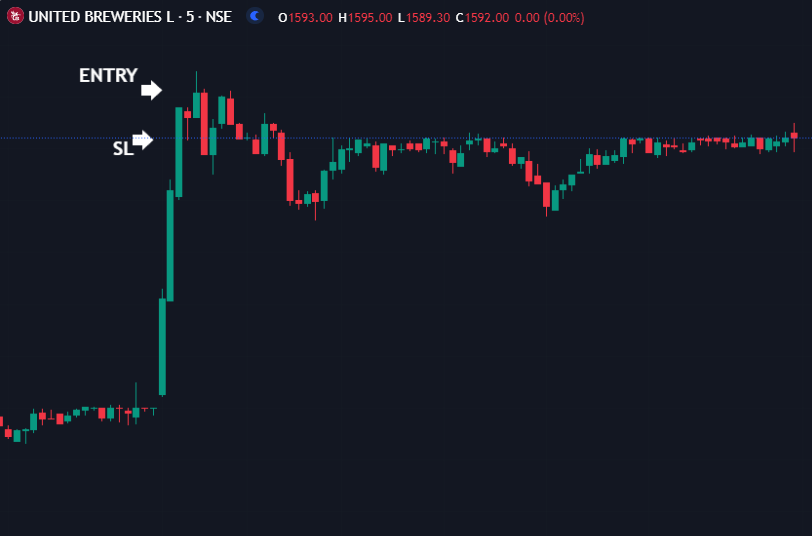 UNITED BREWERIES L · 5 · NSE O1593.00 H1595.00 L1589.30 C1592.00 0.00 (0.00%)
ENTRY
SL